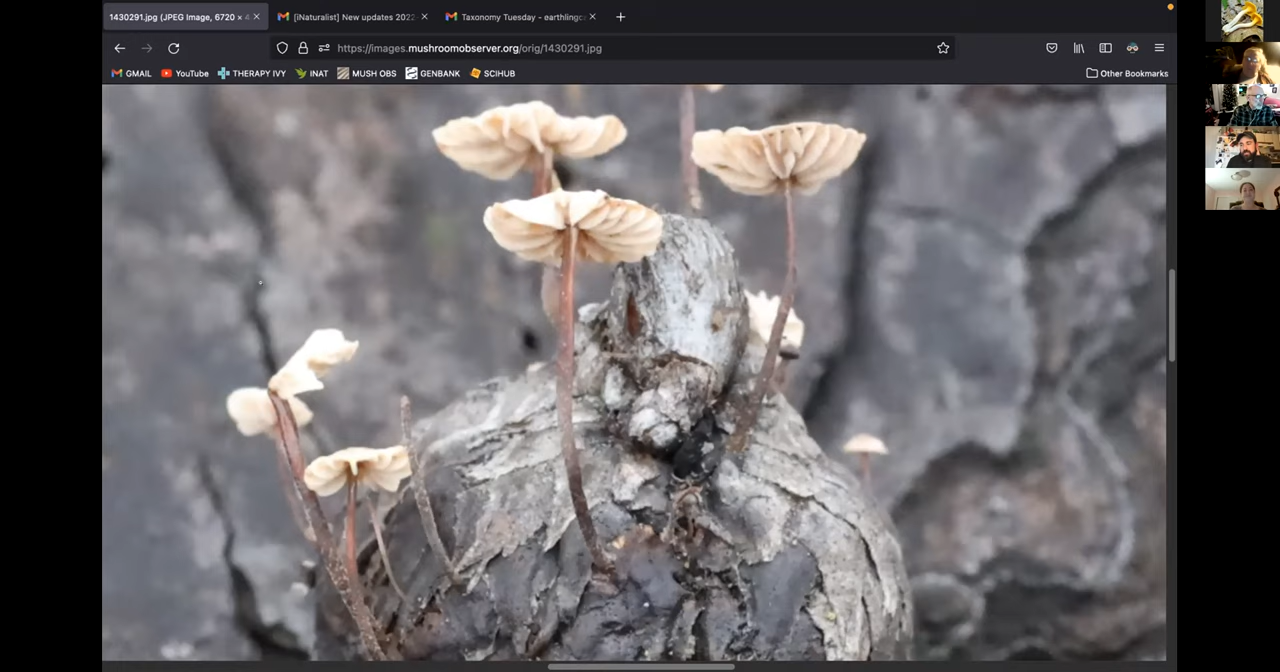 1430291.jpg (JPEG Image, 6720 × 4
[iNaturalist] New updates 2022-
Taxonomy Tuesday - earthlingc
https://images.mushroomobserver.org/orig/1430291.jpg
GMAIL YouTube THERAPY IVY INAT MUSH OBS GENBANK SCIHUB Other Bookmarks